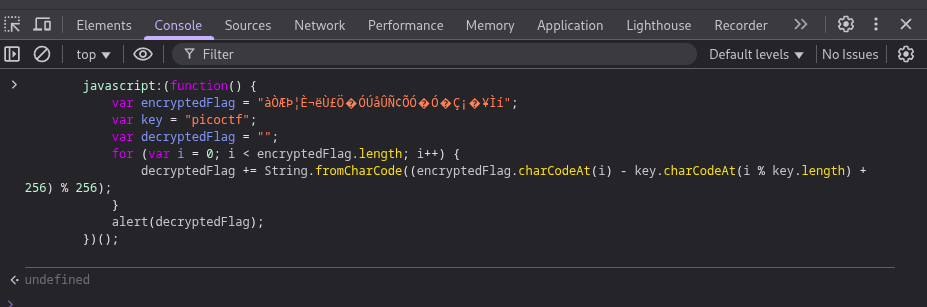 Elements Console Sources Network Performance Memory Application Lighthouse Recorder
top Filter Default levels No Issues
javascript:(function() {
var encryptedFlag = "àÒÆÞ¦È¬ëÙ£Ö�ÓÚåÛÑ¢ÕÓ�Ó�Ç¡�¥Ìí";
var key = "picoctf";
var decryptedFlag = "";
for (var i = 0; i < encryptedFlag.length; i++) {
decryptedFlag += String.fromCharCode((encryptedFlag.charCodeAt(i) - key.charCodeAt(i % key.length) +
256) % 256);
}
alert(decryptedFlag);
})();
undefined